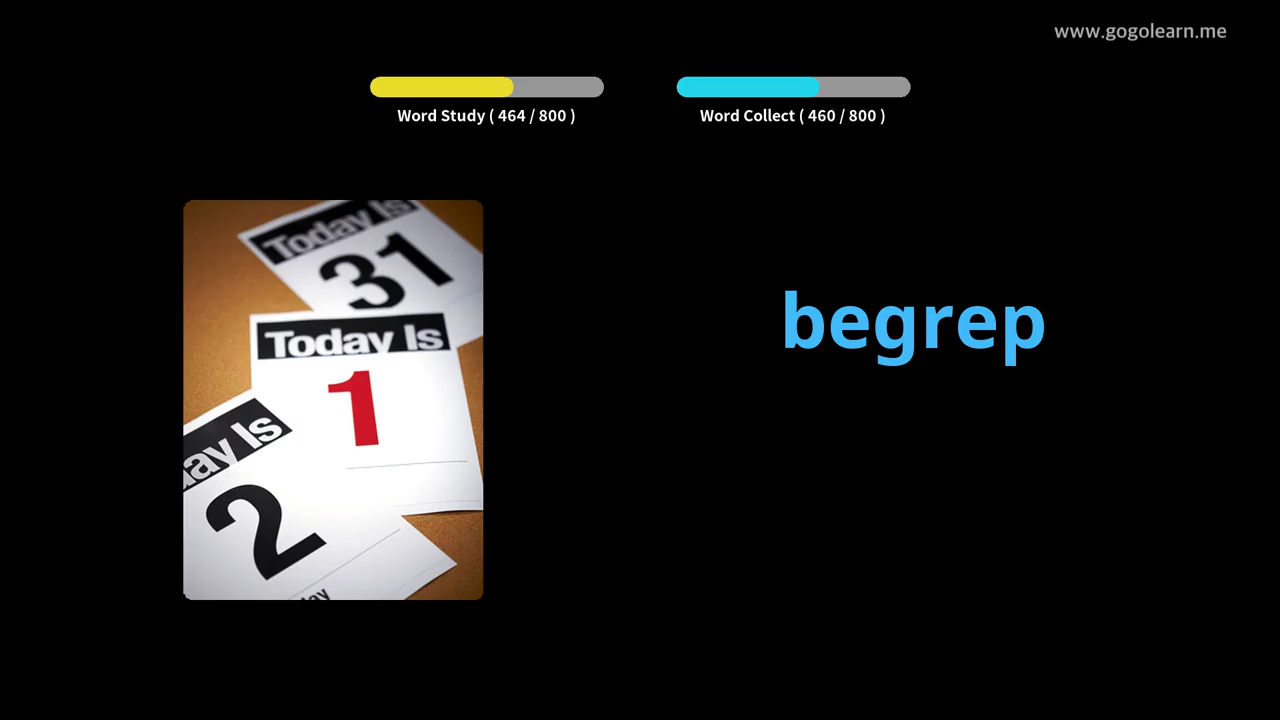 www.gogolearn.me
Word Study ( 464 / 800 )
Word Collect ( 460 / 800 )
Today Is
31
Today Is
1
begrep
ay Is
2